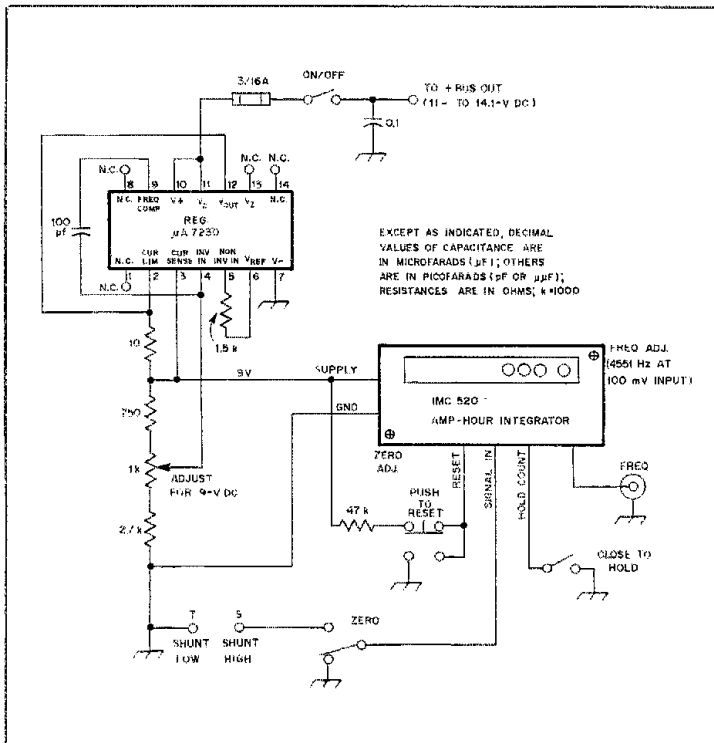 3/16A
ON/OFF
TO + BUS OUT
(11- TO 14.1-V DC)
0.1
N.C.
N.C. N.C.
8 9 10 11 12 13 14
N.C. FREQ COMP V+ VC VOUT VZ N.C.
REG.
μA 723D
100
pf
N.C. CUR LIM CUR SENSE INV IN NON INV IN VREF V-
1 2 3 4 5 6 7
N.C.
1.5 k
EXCEPT AS INDICATED, DECIMAL
VALUES OF CAPACITANCE ARE
IN MICROFARADS (μF); OTHERS
ARE IN PICOFARADS (pF OR μμF);
RESISTANCES ARE IN OHMS; k=1000
10
9V
SUPPLY
GND
750
1k
ADJUST
FOR 9-V DC
2.7k
IMC 520
AMP-HOUR INTEGRATOR
FREQ ADJ.
(4551 Hz AT
100 mV INPUT)
ZERO
ADJ.
RESET
SIGNAL IN
HOLD COUNT
FREQ
47 k
PUSH
TO
RESET
CLOSE TO
HOLD
T
SHUNT
LOW
S
SHUNT
HIGH
ZERO